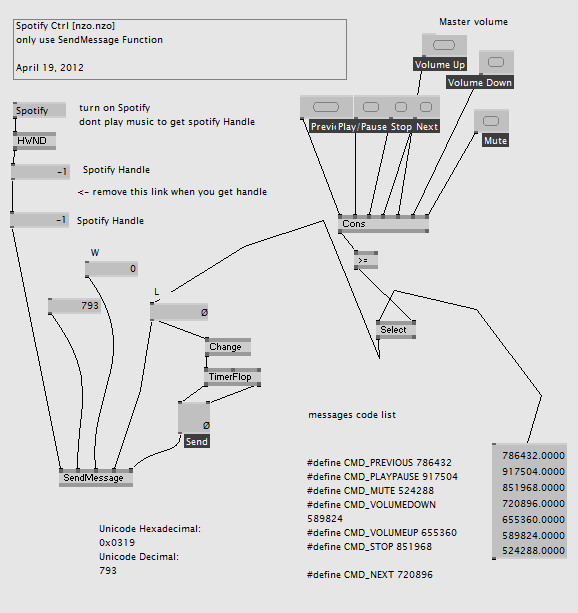 Spotify Ctrl [nzo.nzo]
only use SendMessage Function
April 19, 2012
Master volume
Volume Up
Volume Down
Previ
Play/Pause
Stop
Next
Mute
Spotify
turn on Spotify
dont play music to get spotify Handle
HWND
-1
Spotify Handle
<- remove this link when you get handle
-1
Spotify Handle
Cons
>=
Select
W
0
793
L
Ø
Change
TimerFlop
Ø
Send
SendMessage
messages code list
#define CMD_PREVIOUS 786432
#define CMD_PLAYPAUSE 917504
#define CMD_MUTE 524288
#define CMD_VOLUMEDOWN
589824
#define CMD_VOLUMEUP 655360
#define CMD_STOP 851968
#define CMD_NEXT 720896
786432.0000
917504.0000
851968.0000
720896.0000
655360.0000
589824.0000
524288.0000
Unicode Hexadecimal:
0x0319
Unicode Decimal:
793